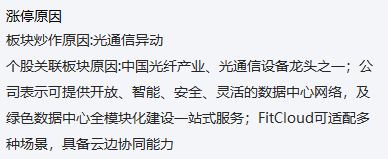 涨停原因
板块炒作原因:光通信异动
个股关联板块原因:中国光纤产业、光通信设备龙头之一；公
司表示可提供开放、智能、安全、灵活的数据中心网络，及
绿色数据中心全模块化建设一站式服务；FitCloud可适配多
种场景，具备云边协同能力